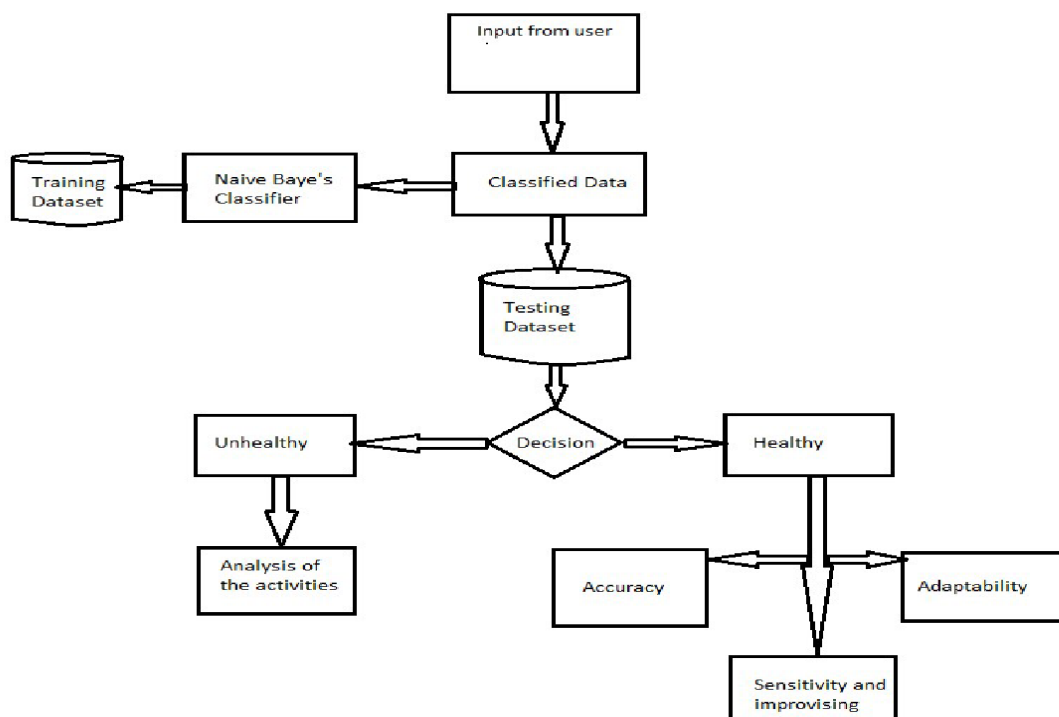 Input from user
Training
Dataset
Naive Baye's
Classifier
Classified Data
Testing
Dataset
Unhealthy
Decision
Healthy
Analysis of
the activities
Accuracy
Adaptability
Sensitivity and
improvising